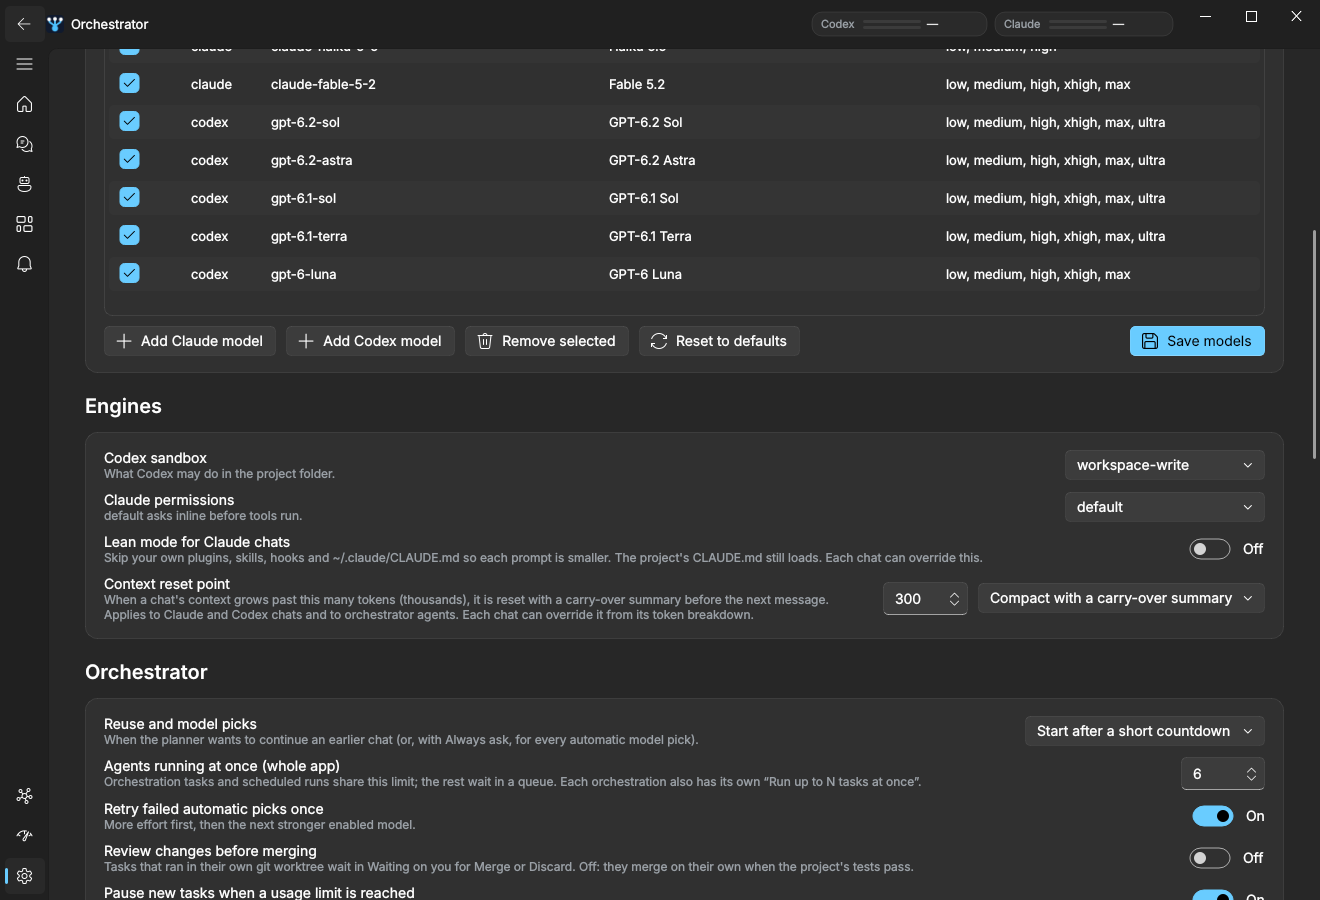 Orchestrator
Codex —
Claude —
claude claude-haiku Haiku low, medium, high
claude claude-fable-5-2 Fable 5.2 low, medium, high, xhigh, max
codex gpt-6.2-sol GPT-6.2 Sol low, medium, high, xhigh, max, ultra
codex gpt-6.2-astra GPT-6.2 Astra low, medium, high, xhigh, max, ultra
codex gpt-6.1-sol GPT-6.1 Sol low, medium, high, xhigh, max, ultra
codex gpt-6.1-terra GPT-6.1 Terra low, medium, high, xhigh, max, ultra
codex gpt-6-luna GPT-6 Luna low, medium, high, xhigh, max
Add Claude model Add Codex model Remove selected Reset to defaults Save models
Engines
Codex sandbox
What Codex may do in the project folder.
workspace-write
Claude permissions
default asks inline before tools run.
default
Lean mode for Claude chats
Skip your own plugins, skills, hooks and ~/.claude/CLAUDE.md so each prompt is smaller. The project's CLAUDE.md still loads. Each chat can override this.
Off
Context reset point
When a chat's context grows past this many tokens (thousands), it is reset with a carry-over summary before the next message.
Applies to Claude and Codex chats and to orchestrator agents. Each chat can override it from its token breakdown.
300 Compact with a carry-over summary
Orchestrator
Reuse and model picks
When the planner wants to continue an earlier chat (or, with Always ask, for every automatic model pick).
Start after a short countdown
Agents running at once (whole app)
Orchestration tasks and scheduled runs share this limit; the rest wait in a queue. Each orchestration also has its own “Run up to N tasks at once”.
6
Retry failed automatic picks once
More effort first, then the next stronger enabled model.
On
Review changes before merging
Tasks that ran in their own git worktree wait in Waiting on you for Merge or Discard. Off: they merge on their own when the project's tests pass.
Off
Pause new tasks when a usage limit is reached
On